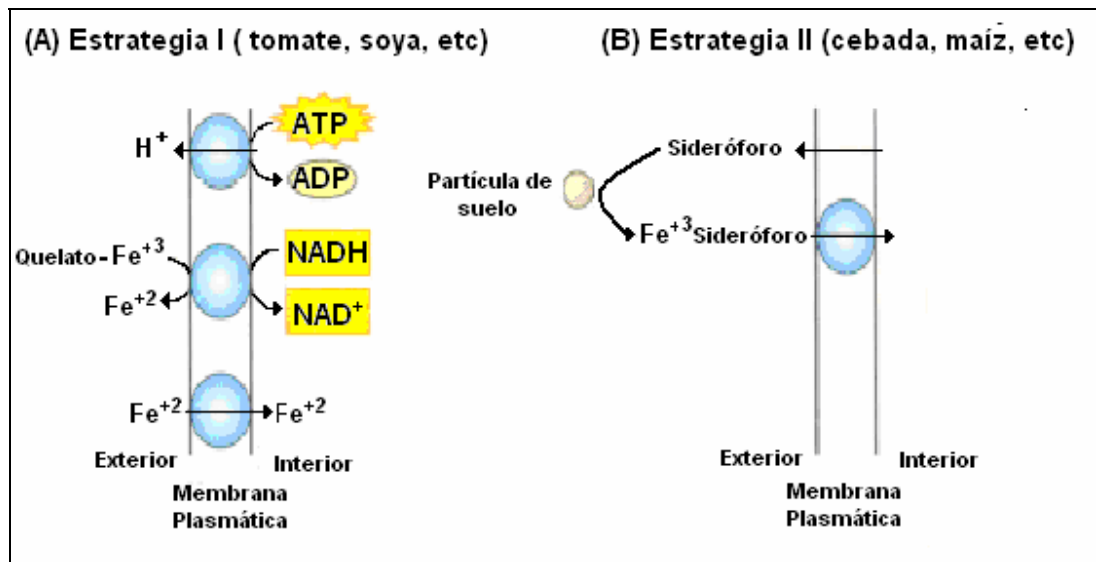 (A) Estrategia I ( tomate, soya, etc)
H+
ATP
ADP
Quelato-Fe+3
Fe+2
NADH
NAD+
Fe+2
Fe+2
Exterior
Interior
Membrana
Plasmática
(B) Estrategia II (cebada, maíz, etc)
Sideróforo
Partícula de
suelo
Fe+3Sideróforo
Exterior
Interior
Membrana
Plasmática